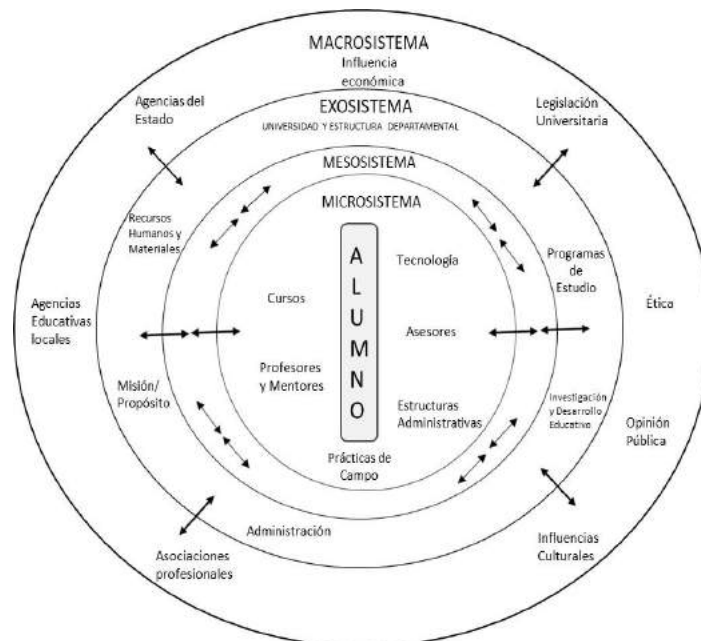 MACROSISTEMA
Influencia
económica
Agencias del
Estado
Legislación
Universitaria
EXOSISTEMA
UNIVERSIDAD Y ESTRUCTURA DEPARTAMENTAL
MESOSISTEMA
MICROSISTEMA
Recursos
Humanos y
Materiales
Programas
de
Estudio
ALUMNO
Tecnología
Cursos
Asesores
Agencias
Educativas
locales
Ética
Misión/
Propósito
Profesores
y Mentores
Estructuras
Administrativas
Investigación
y Desarrollo
Educativo
Opinión
Pública
Prácticas de
Campo
Administración
Asociaciones
profesionales
Influencias
Culturales